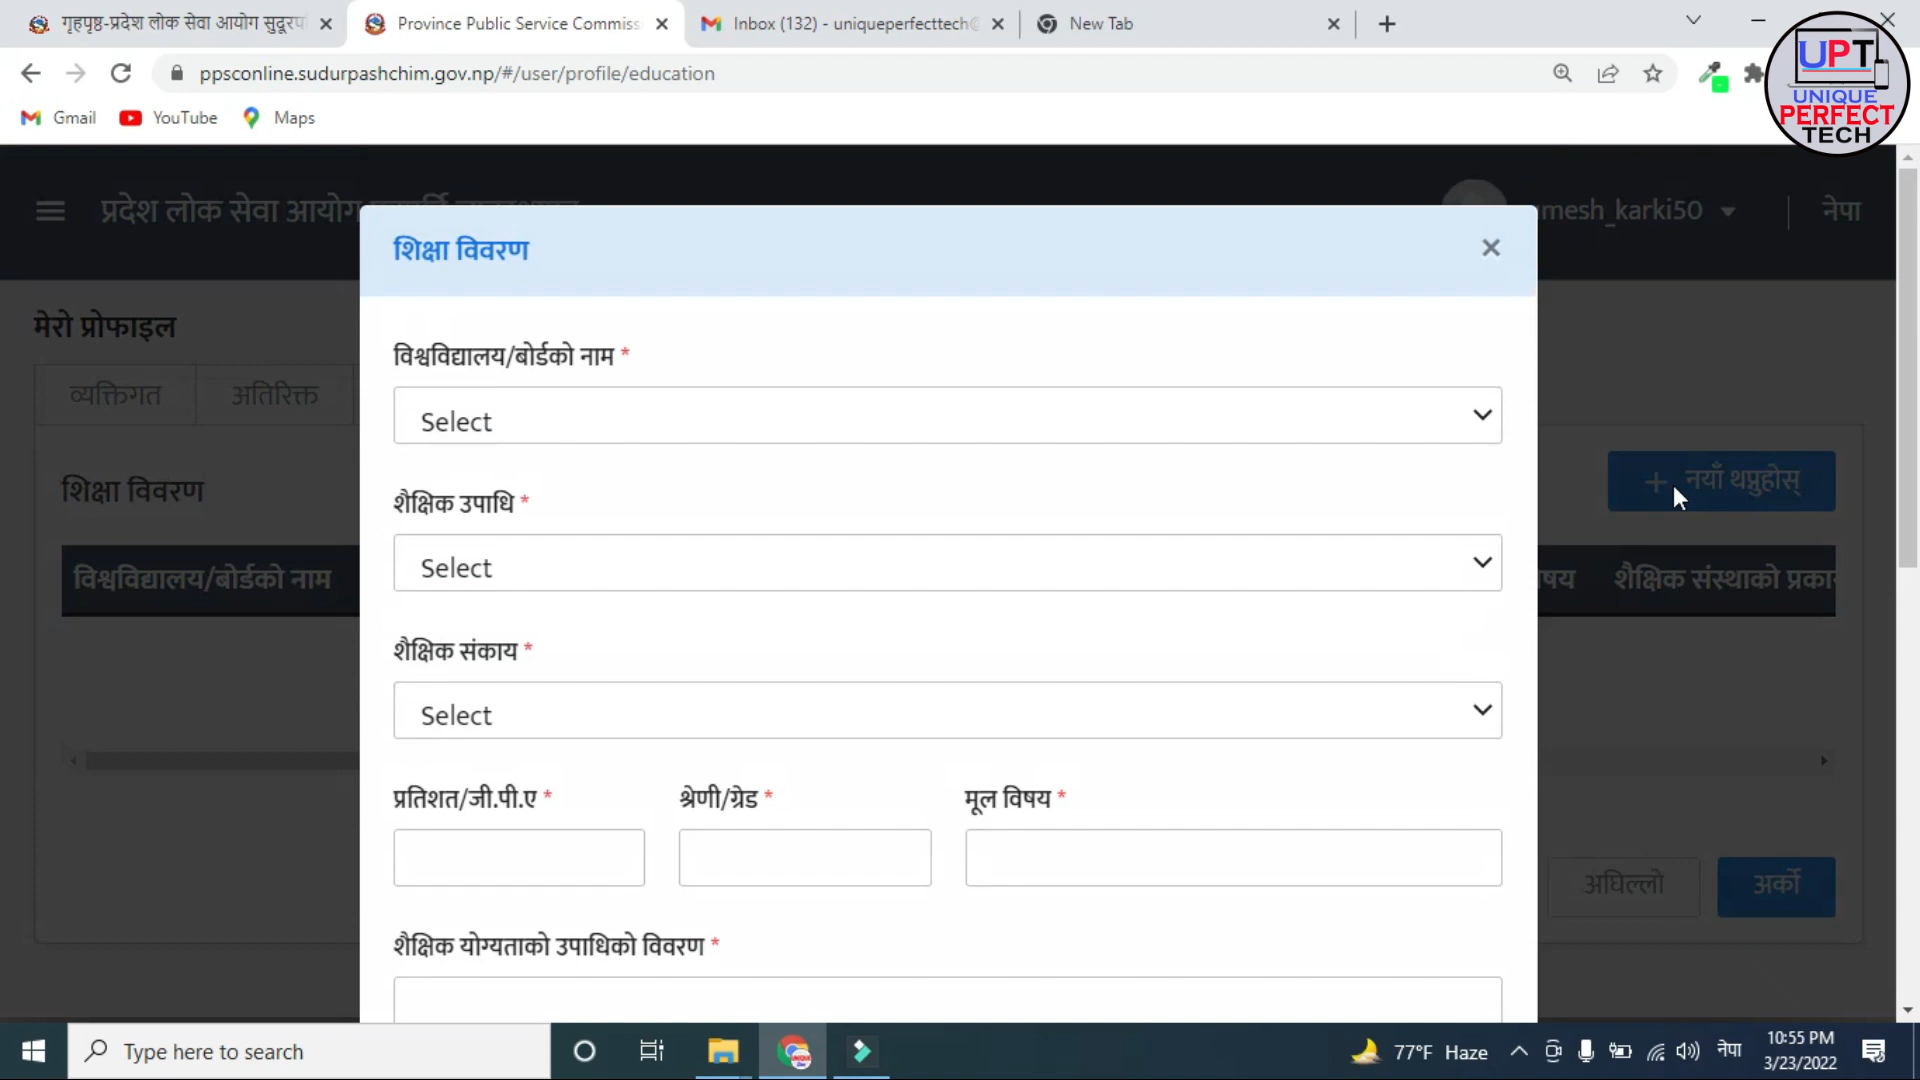 गृहपृष्ठ-प्रदेश लोक सेवा आयोग सुदूरप
Province Public Service Commiss
Inbox (132) - uniqueperfecttech@
New Tab
ppsconline.sudurpashchim.gov.np/#/user/profile/education
Gmail
YouTube
Maps
UPT
UNIQUE
PERFECT
TECH
प्रदेश लोक सेवा आयोग
mesh_karki50
नेपा
शिक्षा विवरण
मेरो प्रोफाइल
व्यक्तिगत
अतिरिक्त
विश्वविद्यालय/बोर्डको नाम *
Select
शिक्षा विवरण
+ नयाँ थप्नुहोस्
शैक्षिक उपाधि *
Select
विश्वविद्यालय/बोर्डको नाम
षय
शैक्षिक संस्थाको प्रका
शैक्षिक संकाय *
Select
प्रतिशत/जी.पी.ए *
श्रेणी/ग्रेड *
मूल विषय *
अघिल्लो
अर्को
शैक्षिक योग्यताको उपाधिको विवरण *
Type here to search
77°F Haze
नेपा
10:55 PM
3/23/2022